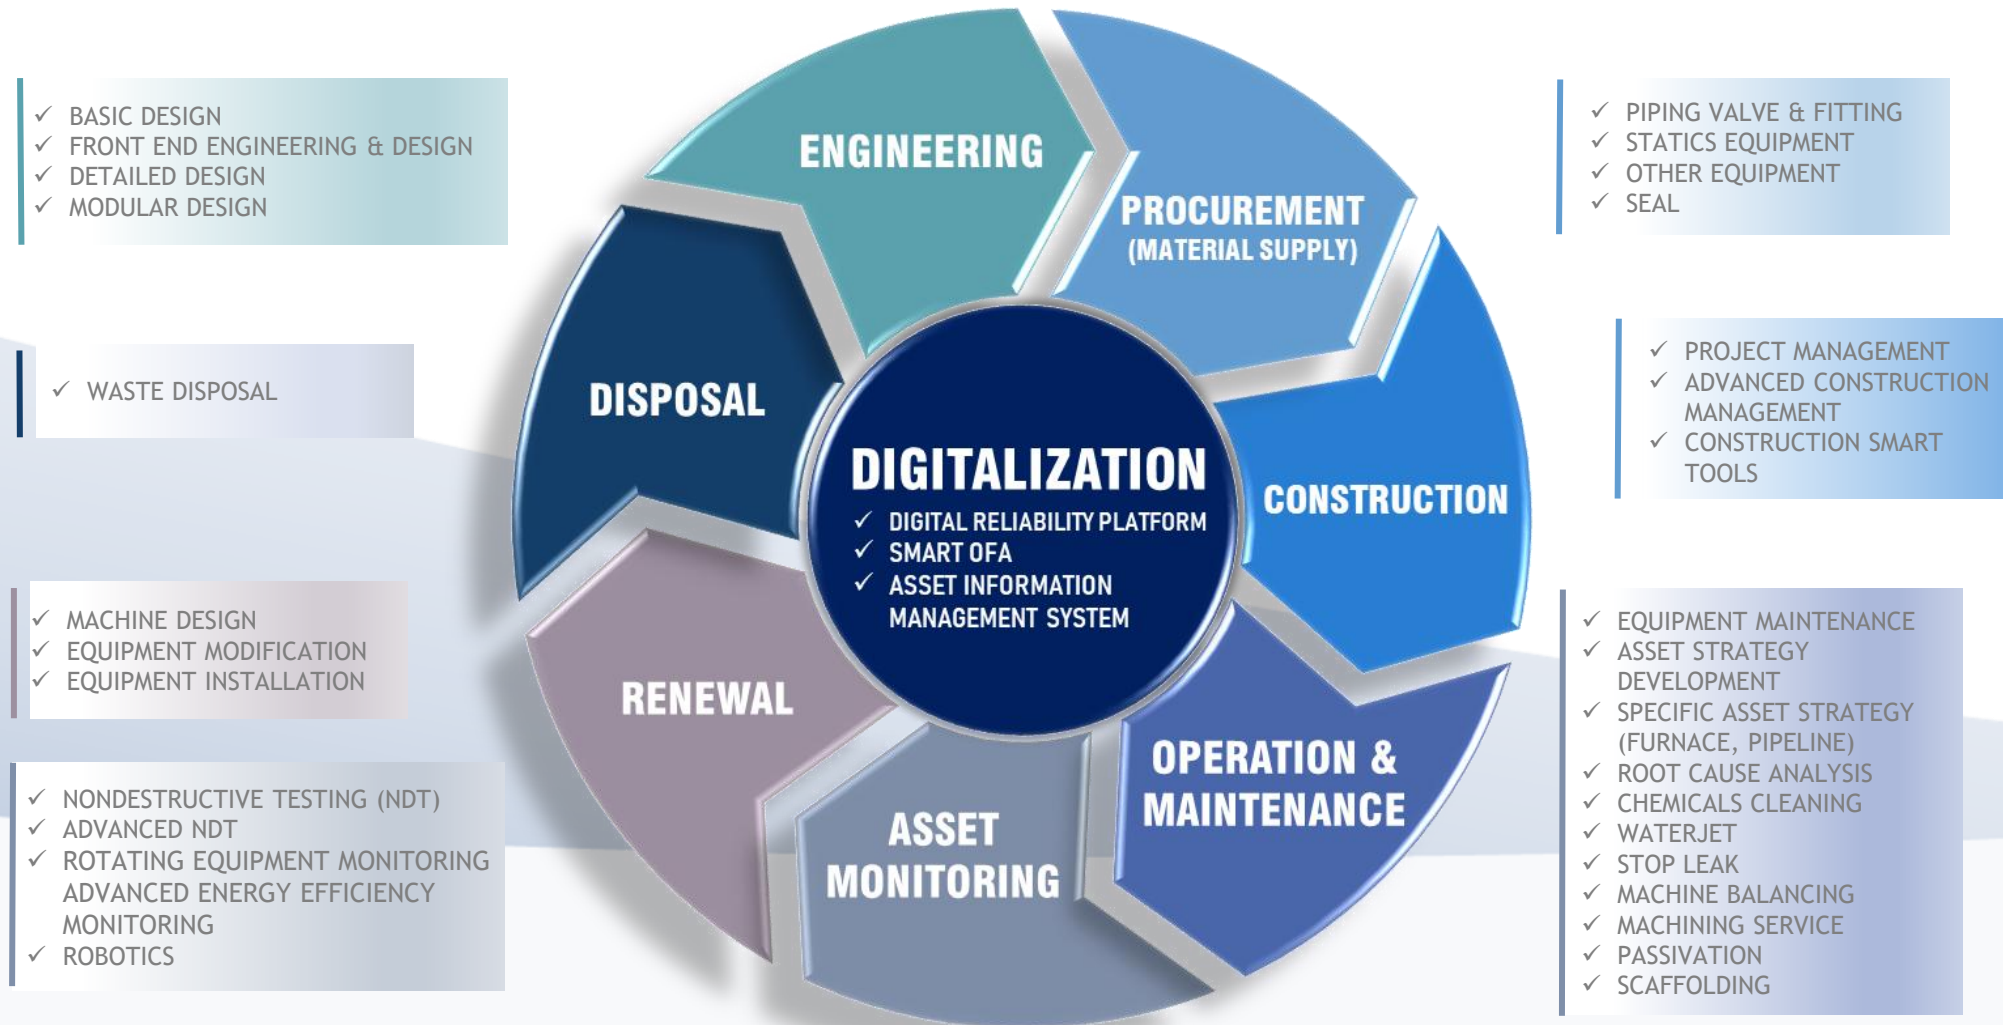 ✓ BASIC DESIGN
✓ FRONT END ENGINEERING & DESIGN
✓ DETAILED DESIGN
✓ MODULAR DESIGN
✓ WASTE DISPOSAL
✓ MACHINE DESIGN
✓ EQUIPMENT MODIFICATION
✓ EQUIPMENT INSTALLATION
✓ NONDESTRUCTIVE TESTING (NDT)
✓ ADVANCED NDT
✓ ROTATING EQUIPMENT MONITORING
ADVANCED ENERGY EFFICIENCY
MONITORING
✓ ROBOTICS
ENGINEERING
PROCUREMENT
(MATERIAL SUPPLY)
CONSTRUCTION
OPERATION &
MAINTENANCE
ASSET
MONITORING
RENEWAL
DISPOSAL
DIGITALIZATION
✓ DIGITAL RELIABILITY PLATFORM
✓ SMART OFA
✓ ASSET INFORMATION
MANAGEMENT SYSTEM
✓ PIPING VALVE & FITTING
✓ STATICS EQUIPMENT
✓ OTHER EQUIPMENT
✓ SEAL
✓ PROJECT MANAGEMENT
✓ ADVANCED CONSTRUCTION
MANAGEMENT
✓ CONSTRUCTION SMART
TOOLS
✓ EQUIPMENT MAINTENANCE
✓ ASSET STRATEGY
DEVELOPMENT
✓ SPECIFIC ASSET STRATEGY
(FURNACE, PIPELINE)
✓ ROOT CAUSE ANALYSIS
✓ CHEMICALS CLEANING
✓ WATERJET
✓ STOP LEAK
✓ MACHINE BALANCING
✓ MACHINING SERVICE
✓ PASSIVATION
✓ SCAFFOLDING